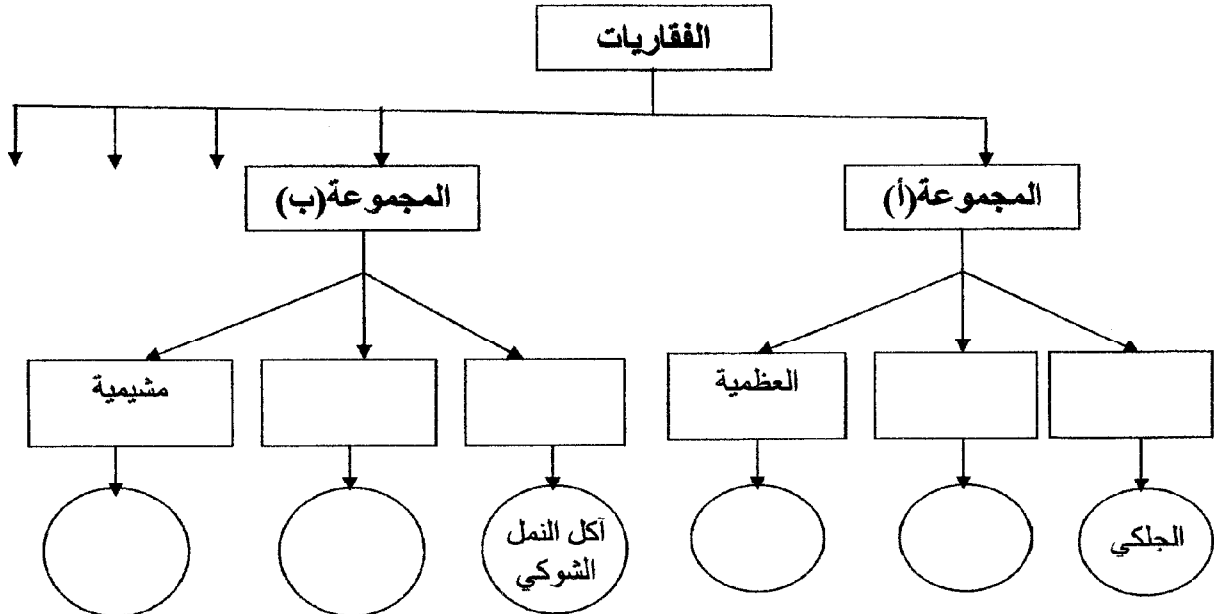 الفقاريات
المجموعة(أ)
المجموعة(ب)
العظمية
مشيمية
الجلكي
آكل النمل
الشوكي